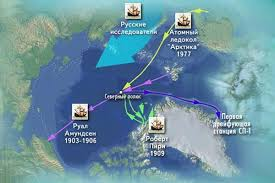 Русские
исследователи
Атомный
ледокол
"Арктика"
1977
Северный полюс
Руал
Амундсен
1903-1906
Роберт
Пири
1909
Первая
дрейфующая
станция СП-1